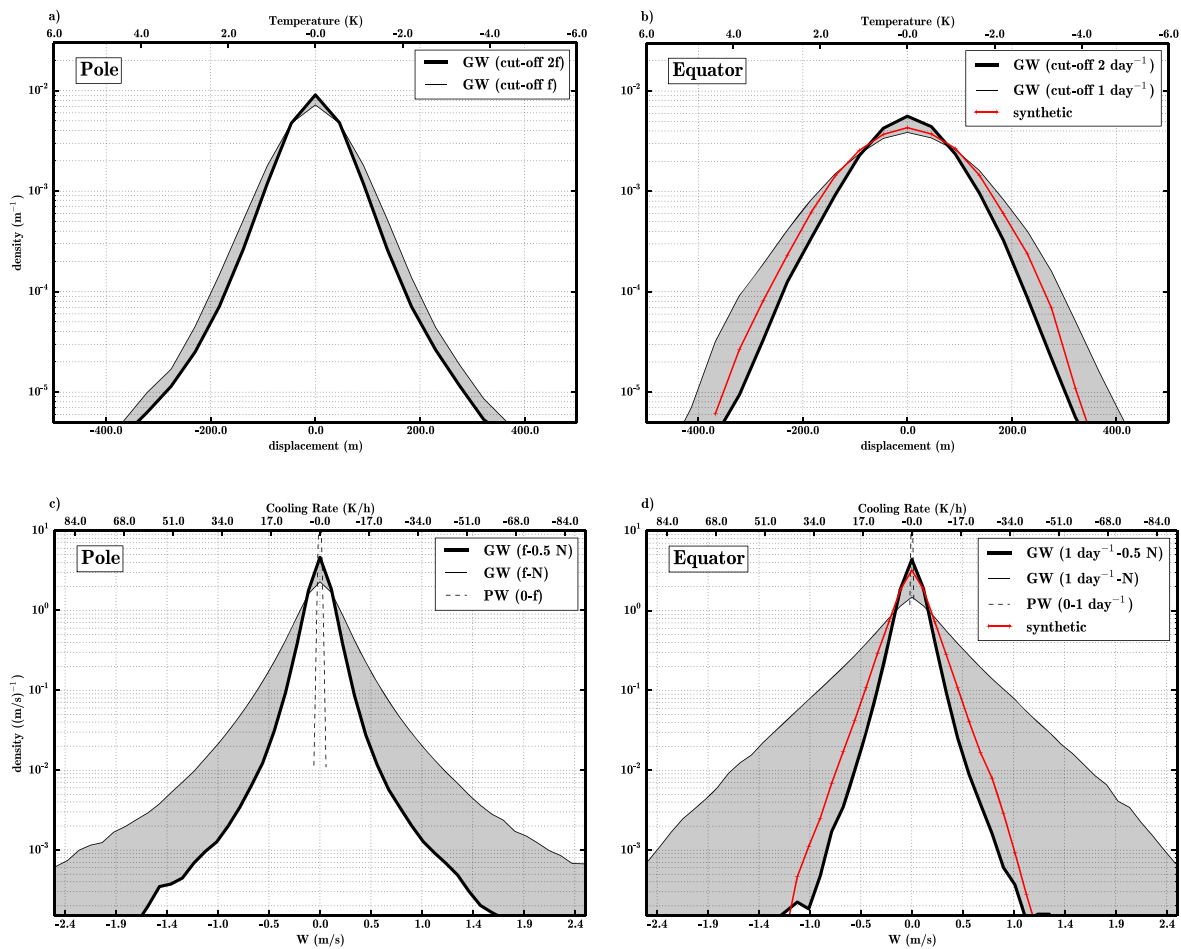 a)
Temperature (K)
6.0 4.0 2.0 -0.0 -2.0 -4.0 -6.0
Pole
GW (cut-off 2f)
GW (cut-off f)
density (m⁻¹)
10⁻²
10⁻³
10⁻⁴
10⁻⁵
-400.0 -200.0 0.0 200.0 400.0
displacement (m)
b)
Temperature (K)
6.0 4.0 2.0 -0.0 -2.0 -4.0 -6.0
Equator
GW (cut-off 2 day⁻¹)
GW (cut-off 1 day⁻¹)
synthetic
10⁻²
10⁻³
10⁻⁴
10⁻⁵
-400.0 -200.0 0.0 200.0 400.0
displacement (m)
c)
Cooling Rate (K/h)
84.0 68.0 51.0 34.0 17.0 -0.0 -17.0 -34.0 -51.0 -68.0 -84.0
Pole
GW (f-0.5 N)
GW (f-N)
PW (0-f)
density ((m/s)⁻¹)
10¹
10⁰
10⁻¹
10⁻²
10⁻³
-2.4 -1.9 -1.4 -1.0 -0.5 0.0 0.5 1.0 1.4 1.9 2.4
W (m/s)
d)
Cooling Rate (K/h)
84.0 68.0 51.0 34.0 17.0 -0.0 -17.0 -34.0 -51.0 -68.0 -84.0
Equator
GW (1 day⁻¹-0.5 N)
GW (1 day⁻¹-N)
PW (0-1 day⁻¹)
synthetic
10¹
10⁰
10⁻¹
10⁻²
10⁻³
-2.4 -1.9 -1.4 -1.0 -0.5 0.0 0.5 1.0 1.4 1.9 2.4
W (m/s)